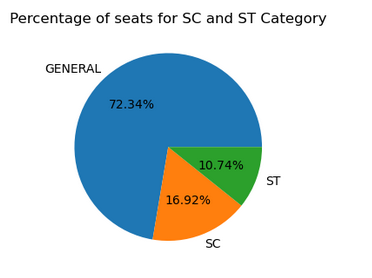 Percentage of seats for SC and ST Category
GENERAL
72.34%
10.74%
ST
16.92%
SC